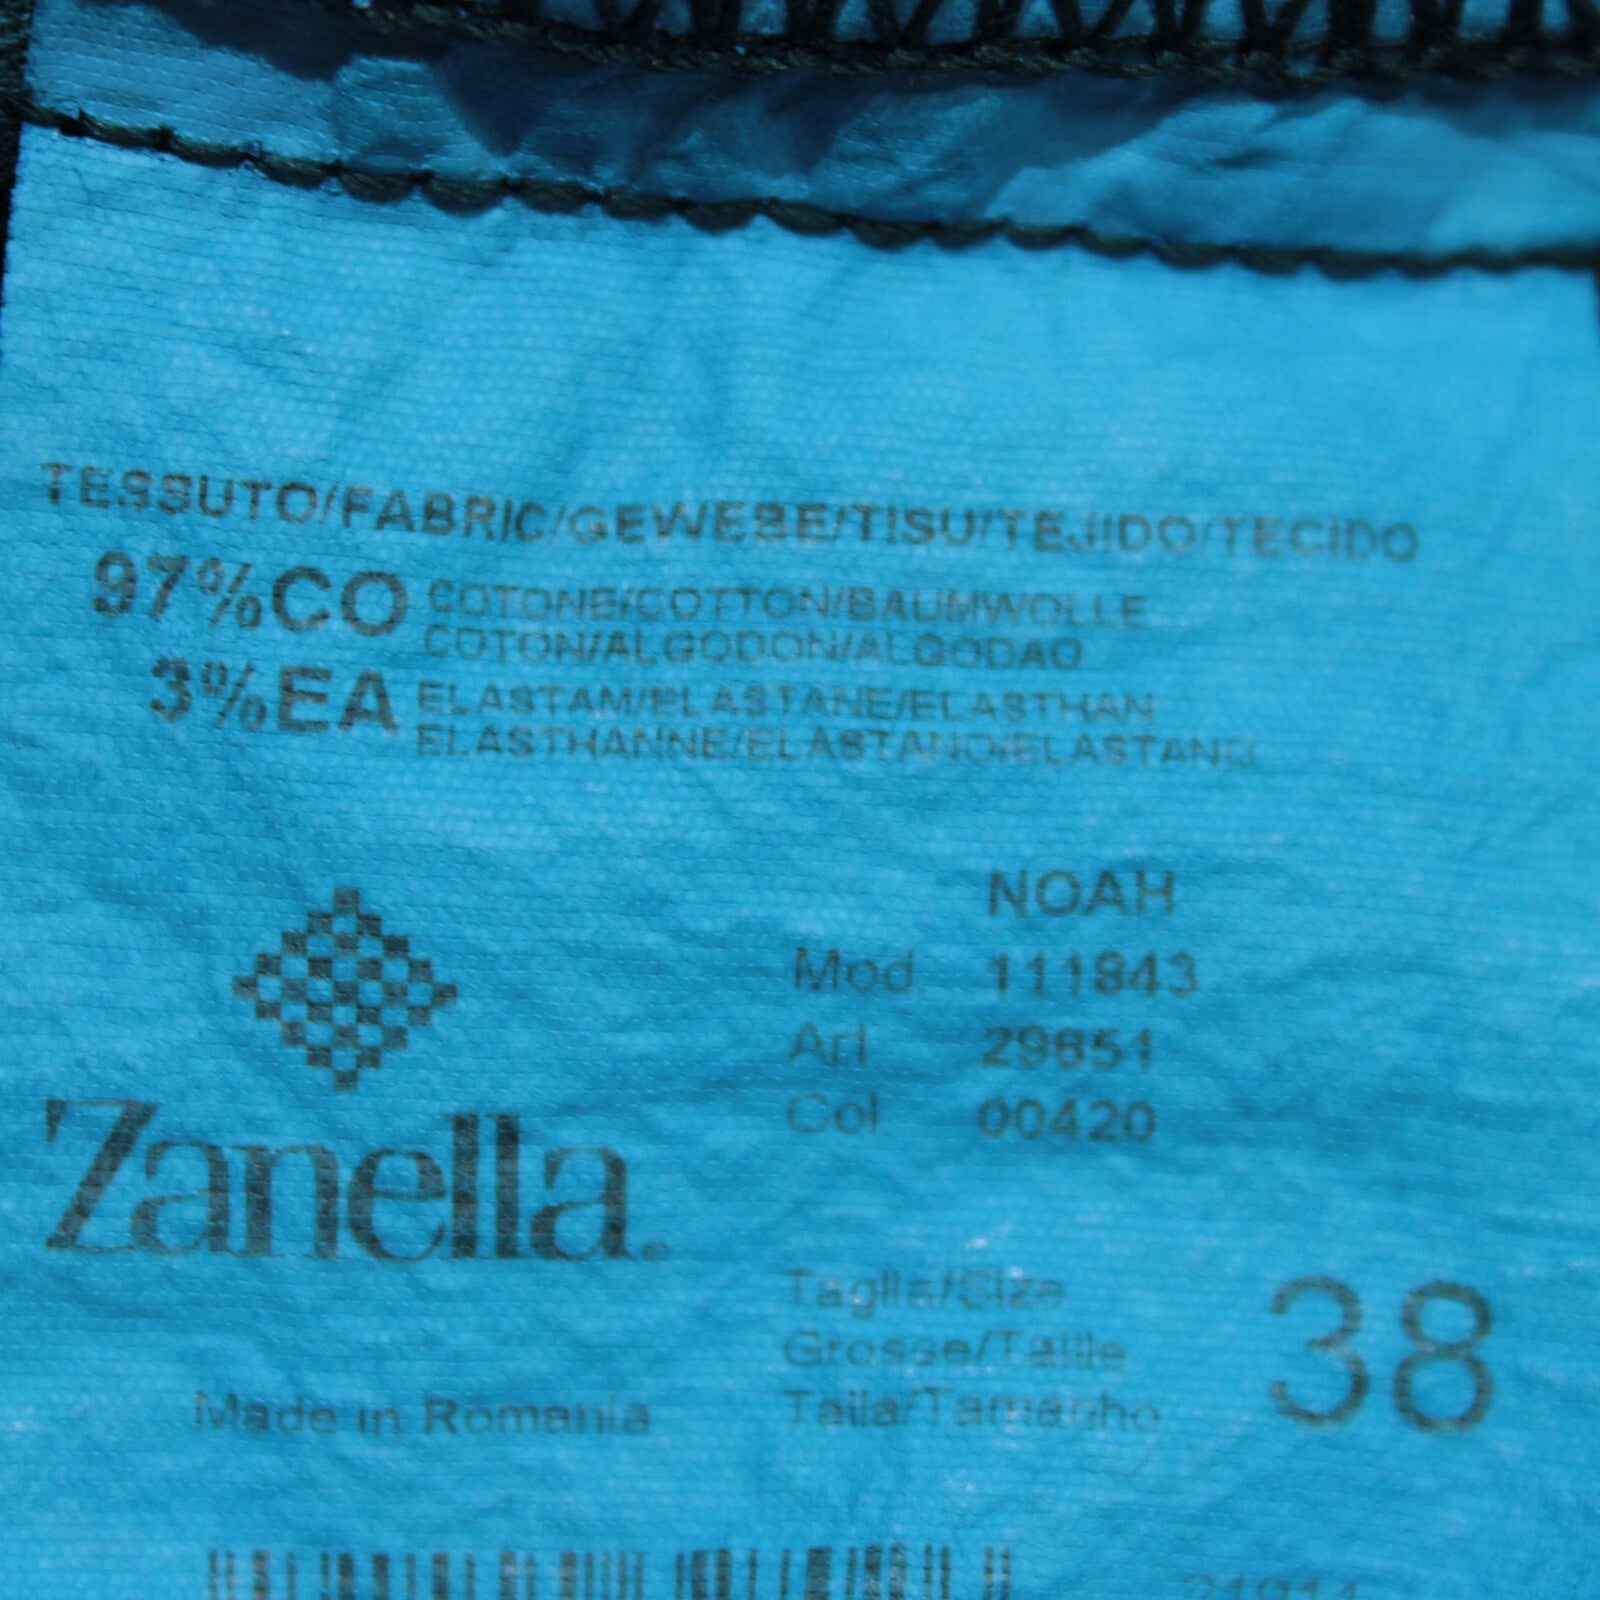 TESSUTO/FABRIC/GEWEBE/TISU/TEJIDO/TECIDO
97%CO COTONE/COTTON/BAUMWOLLE
COTON/ALGODON/ALGODAO
3%EA ELASTAM/ELASTANE/ELASTHAN
ELASTHANNE/ELASTANO/ELASTANO
NOAH
Mod 111843
Art 29851
Col 00420
Zanella
Taglia/Size
Grosse/Taille
Talla/Tamanho
38
Made in Romania